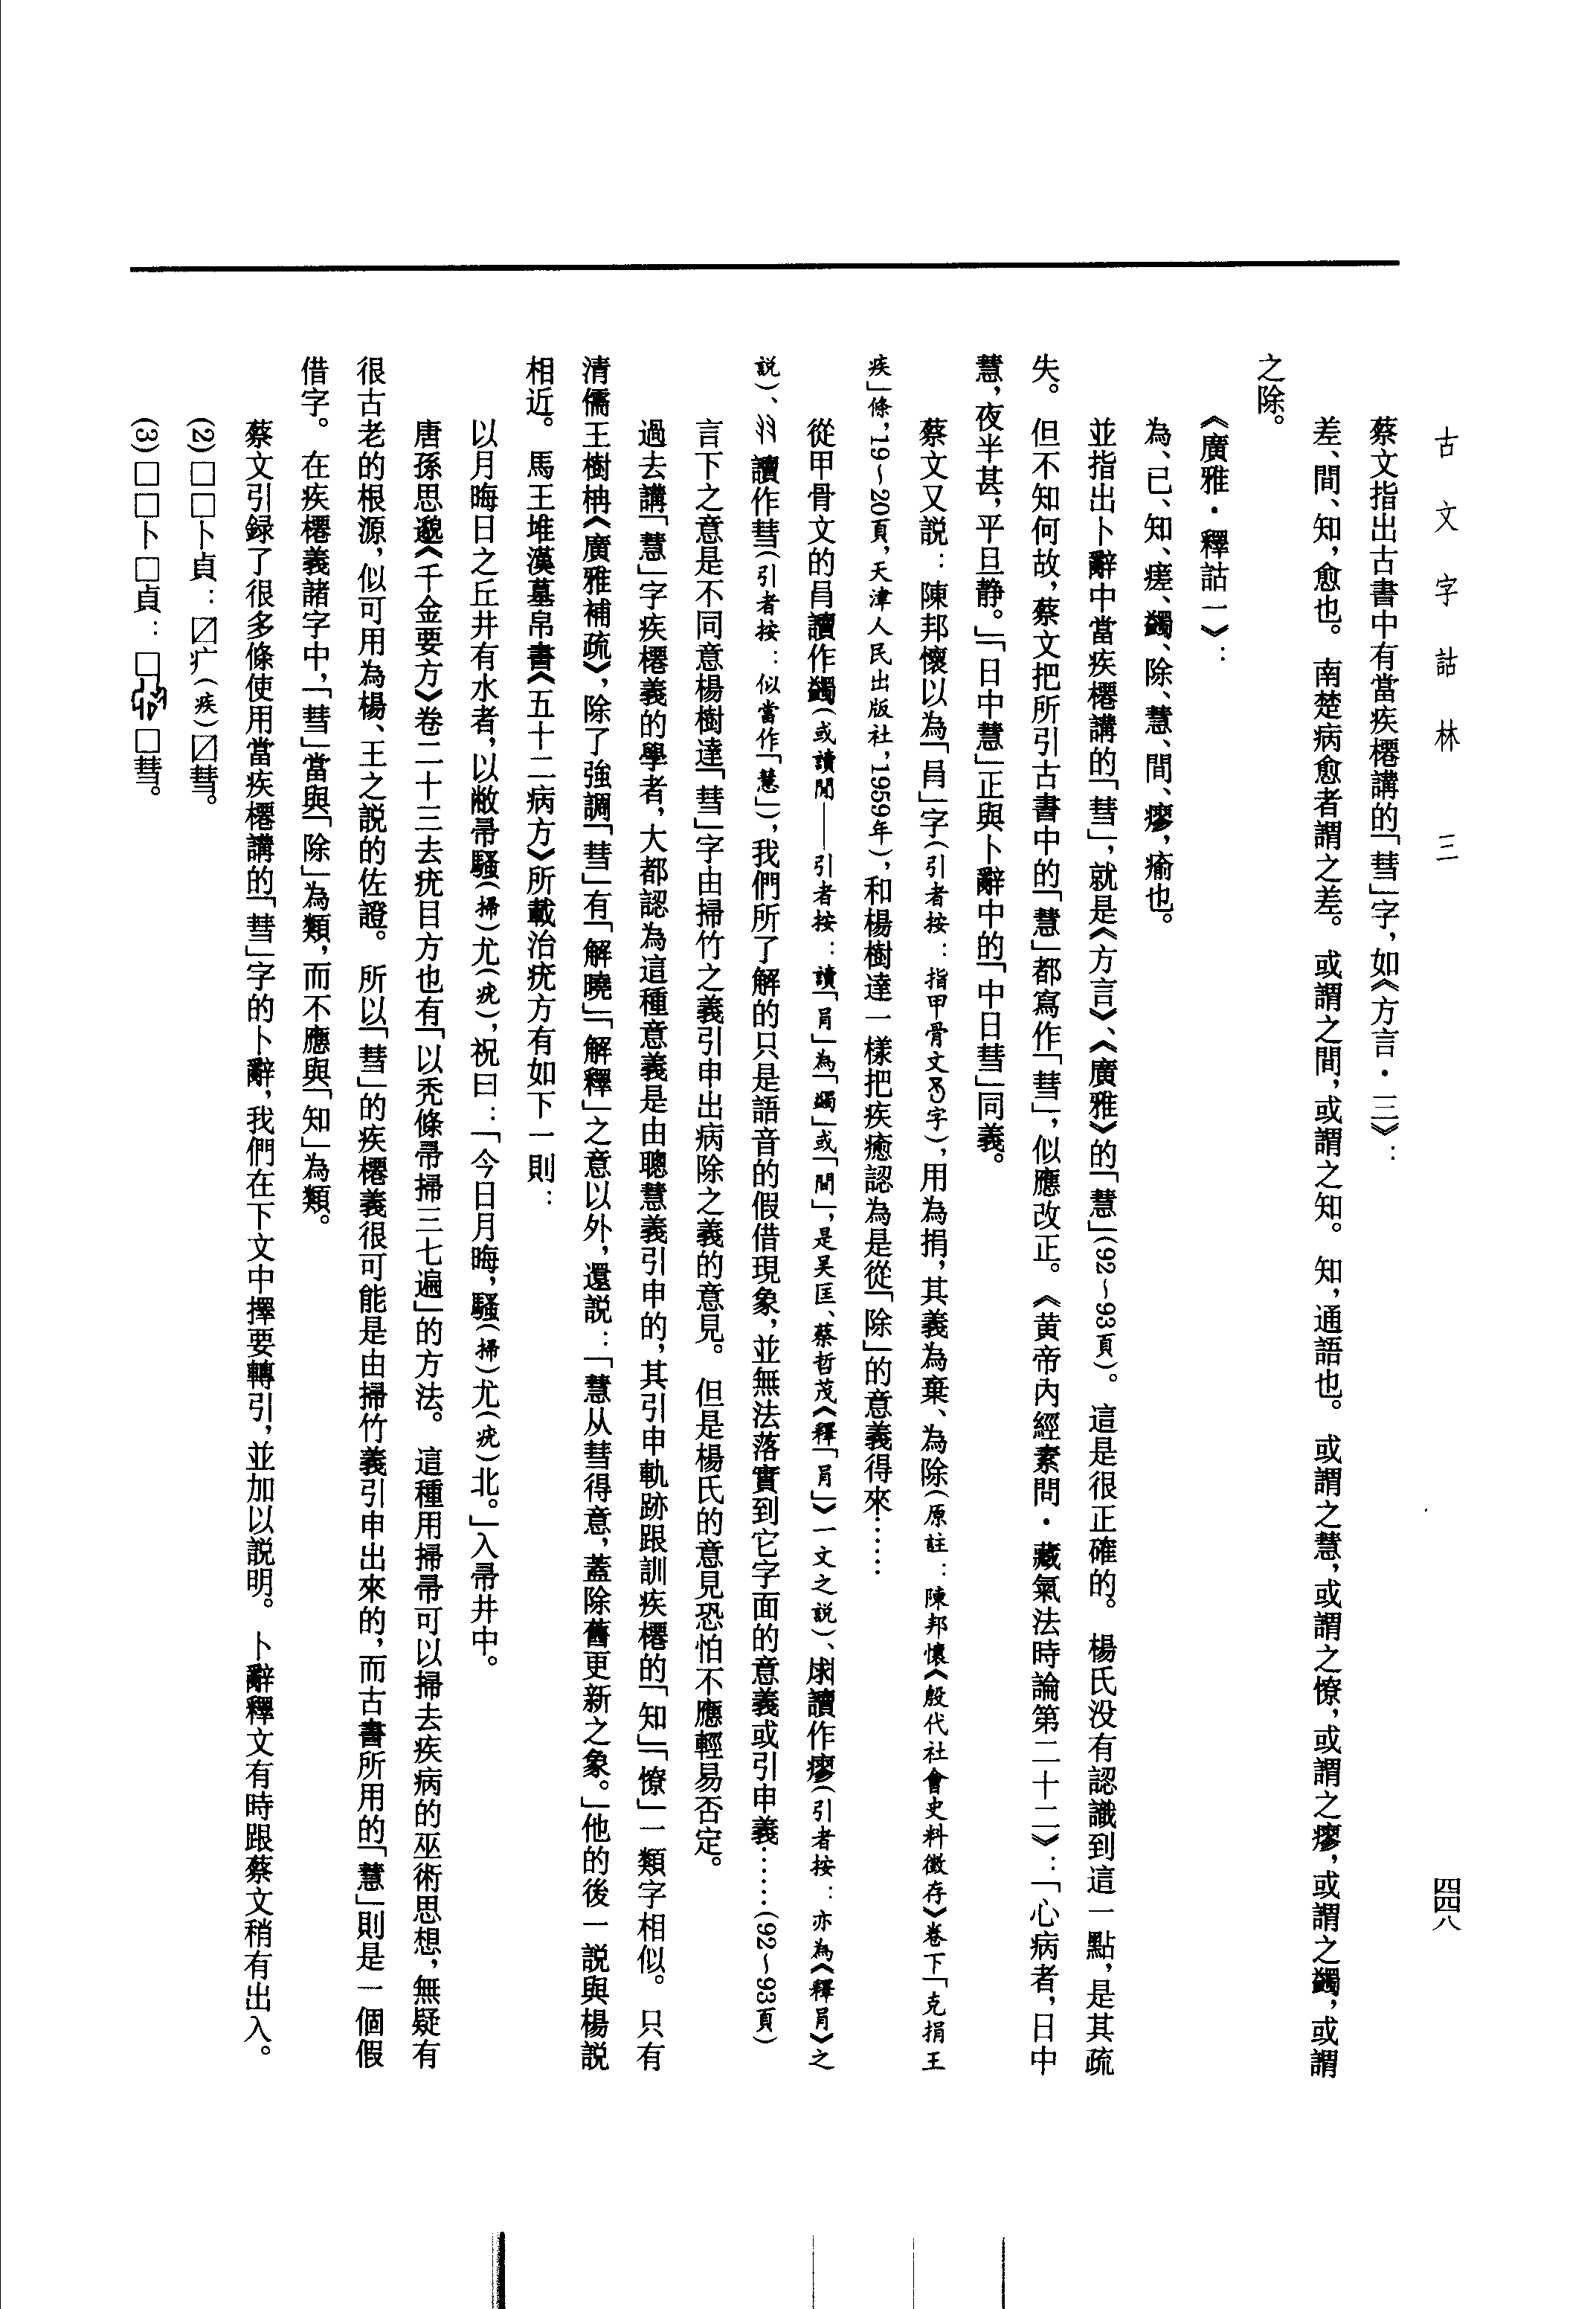 古文字詁林　三　四四八
蔡文指出古書中有當疾櫏講的「彗」字，如《方言·三》：
差、間、知，愈也。南楚病愈者謂之差。或謂之間，或謂之知。知，通語也。或謂之慧，或謂之憭，或謂之瘳，或謂之蠲，或謂
之除。
《廣雅·釋詁一》：
為、已、知、瘥、蠲、除、慧、間、瘳，瘉也。
並指出卜辭中當疾櫏講的「彗」，就是《方言》、《廣雅》的「慧」（92～93頁）。這是很正確的。楊氏没有認識到這一點，是其疏
失。但不知何故，蔡文把所引古書中的「慧」都寫作「彗」，似應改正。《黄帝內經素問·藏氣法時論第二十二》：「心病者，日中
慧，夜半甚，平旦静。」「日中慧」正與卜辭中的「中日彗」同義。
蔡文又説：陳邦懷以為「肙」字（引者按：指甲骨文字），用為捐，其義為棄、為除（原註：陳邦懷《殷代社會史料徵存》卷下「克捐王
疾」條，19～20頁，天津人民出版社，1959年），和楊樹達一樣把疾癒認為是從「除」的意義得來……
從甲骨文的肙讀作蠲（或讀閒——引者按：讀「肙」為「蠲」或「間」，是吴匡、蔡哲茂《釋「肙」》一文之説）、讀作瘳（引者按：亦為《釋肙》之
説）、讀作彗（引者按：似當作「慧」），我們所了解的只是語音的假借現象，並無法落實到它字面的意義或引申義……（92～93頁）
言下之意是不同意楊樹達「彗」字由掃竹之義引申出病除之義的意見。但是楊氏的意見恐怕不應輕易否定。
過去講「慧」字疾櫏義的學者，大都認為這種意義是由聰慧義引申的，其引申軌跡跟訓疾櫏的「知」「憭」一類字相似。只有
清儒王樹枏《廣雅補疏》，除了強調「彗」有「解曉」「解釋」之意以外，還説：「慧从彗得意，蓋除舊更新之象。」他的後一説與楊説
相近。馬王堆漢墓帛書《五十二病方》所載治疣方有如下一則：
以月晦日之丘井有水者，以敝帚騷（掃）尤（疣），祝曰：「今日月晦，騷（掃）尤（疣）北。」入帚井中。
唐孫思邈《千金要方》卷二十三去疣目方也有「以秃條帚掃三七遍」的方法。這種用掃帚可以掃去疾病的巫術思想，無疑有
很古老的根源，似可用為楊、王之説的佐證。所以「彗」的疾櫏義很可能是由掃竹義引申出來的，而古書所用的「慧」則是一個假
借字。在疾櫏義諸字中，「彗」當與「除」為類，而不應與「知」為類。
蔡文引録了很多條使用當疾櫏講的「彗」字的卜辭，我們在下文中擇要轉引，並加以説明。卜辭釋文有時跟蔡文稍有出入。
(2)□□卜貞：〼疒（疾）〼彗。
(3)□□卜□貞：□□彗。